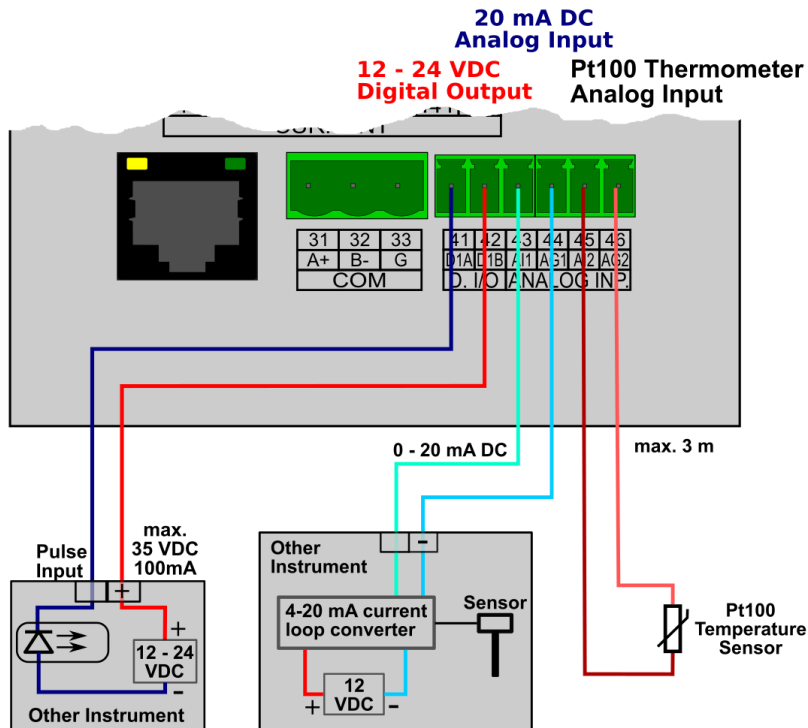 20 mA DC
Analog Input
12 - 24 VDC
Digital Output
Pt100 Thermometer
Analog Input
31 32 33
A+ B- G
COM
41 42 43 44 45 46
D1A D1B AI1 AG1 AI2 AG2
D. I/O ANALOG INP.
0 - 20 mA DC
max. 3 m
max.
35 VDC
100mA
Pulse
Input
+
+
12 - 24
VDC
-
Other Instrument
-
Other
Instrument
4-20 mA current
loop converter
Sensor
12
VDC
+ -
Pt100
Temperature
Sensor